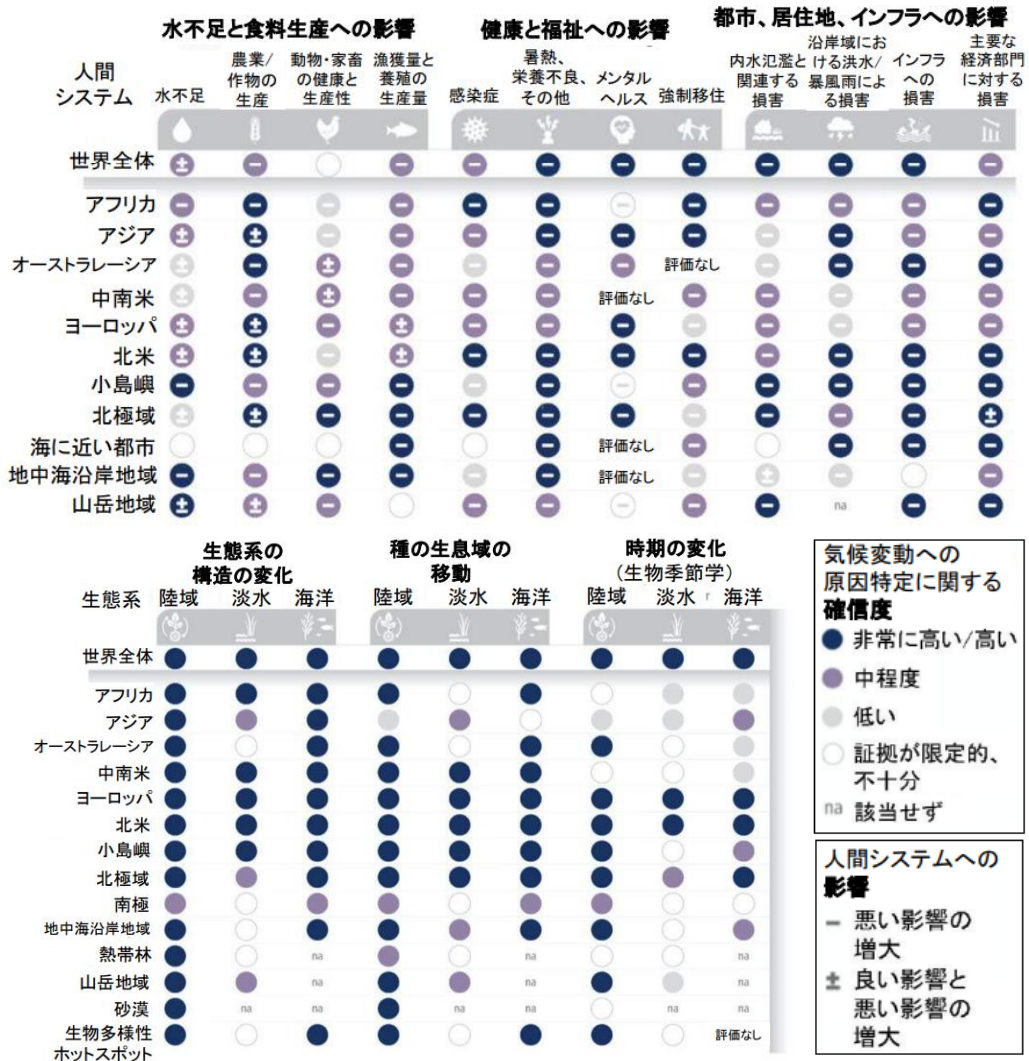 水不足と食料生産への影響
健康と福祉への影響
都市、居住地、インフラへの影響
人間
システム
水不足
農業/
作物の
生産
動物・家畜
の健康と
生産性
漁獲量と
養殖の
生産量
感染症
暑熱、
栄養不良、
その他
メンタル
ヘルス
強制移住
内水氾濫と
関連する
損害
沿岸域にお
ける洪水/
暴風雨によ
る損害
インフラ
への
損害
主要な
経済部門
に対する
損害
世界全体 ± − − − − − − − − − −
アフリカ − − − − − − − − − − − −
アジア ± ± − − − − − − − − − −
オーストラレーシア ± − ± − − − − 評価なし − − − −
中南米 ± − ± − − − 評価なし − − − − −
ヨーロッパ ± ± − ± − − − − − − − −
北米 ± ± − ± − − − − − − − −
小島嶼 − − − − − − − − − − − −
北極域 ± ± − − − − − − − − − ±
海に近い都市 − − 評価なし − − − −
地中海沿岸地域 − − − − − − 評価なし − ± − −
山岳地域 ± ± − − − − − − na − −
生態系の
構造の変化
種の生息域の
移動
時期の変化
(生物季節学)
生態系 陸域 淡水 海洋 陸域 淡水 海洋 陸域 淡水 海洋
世界全体
アフリカ
アジア
オーストラレーシア
中南米
ヨーロッパ
北米
小島嶼
北極域
南極
地中海沿岸地域
熱帯林 na na na
山岳地域 na na na
砂漠 na na na na na na
生物多様性
ホットスポット
評価なし
気候変動への
原因特定に関する
確信度
非常に高い/高い
中程度
低い
証拠が限定的、
不十分
na 該当せず
人間システムへの
影響
− 悪い影響の
増大
± 良い影響と
悪い影響の
増大